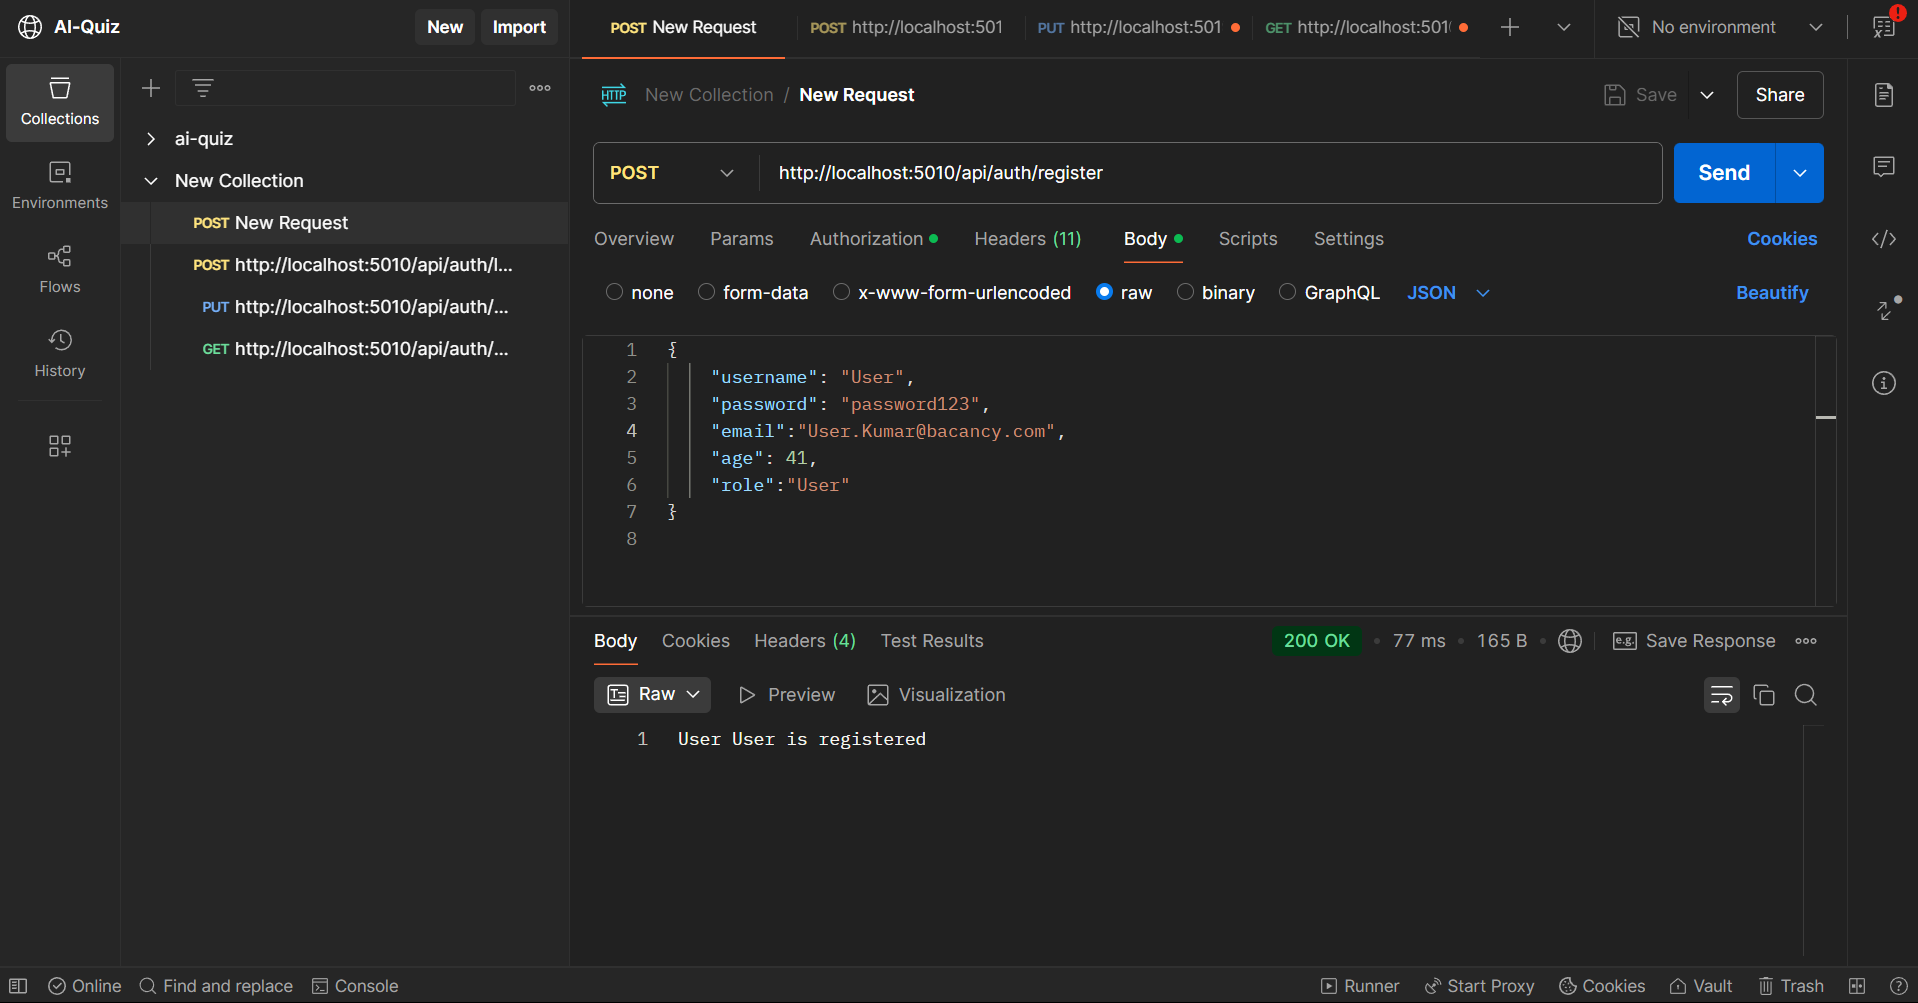 AI-Quiz
New
Import
POST New Request
POST http://localhost:501
PUT http://localhost:501
GET http://localhost:501
No environment
Collections
Environments
Flows
History
ai-quiz
New Collection
POST New Request
POST http://localhost:5010/api/auth/l...
PUT http://localhost:5010/api/auth/...
GET http://localhost:5010/api/auth/...
HTTP
New Collection / New Request
Save
Share
POST
http://localhost:5010/api/auth/register
Send
Overview
Params
Authorization
Headers (11)
Body
Scripts
Settings
Cookies
none
form-data
x-www-form-urlencoded
raw
binary
GraphQL
JSON
Beautify
1 {
2 "username": "User",
3 "password": "password123",
4 "email":"User.Kumar@bacancy.com",
5 "age": 41,
6 "role":"User"
7 }
8
Body
Cookies
Headers (4)
Test Results
200 OK
77 ms
165 B
e.g.
Save Response
Raw
Preview
Visualization
1 User User is registered
Online
Find and replace
Console
Runner
Start Proxy
Cookies
Vault
Trash